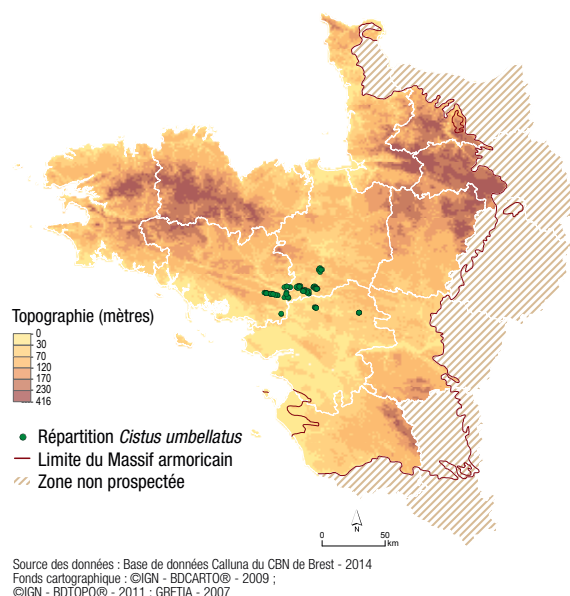 Topographie (mètres)
0
30
70
120
170
230
416
Répartition Cistus umbellatus
Limite du Massif armoricain
Zone non prospectée
N
0 50
km
Source des données : Base de données Calluna du CBN de Brest - 2014
Fonds cartographique : ©IGN - BDCARTO® - 2009 ;
©IGN - BDTOPO® - 2011 ; GRETIA - 2007